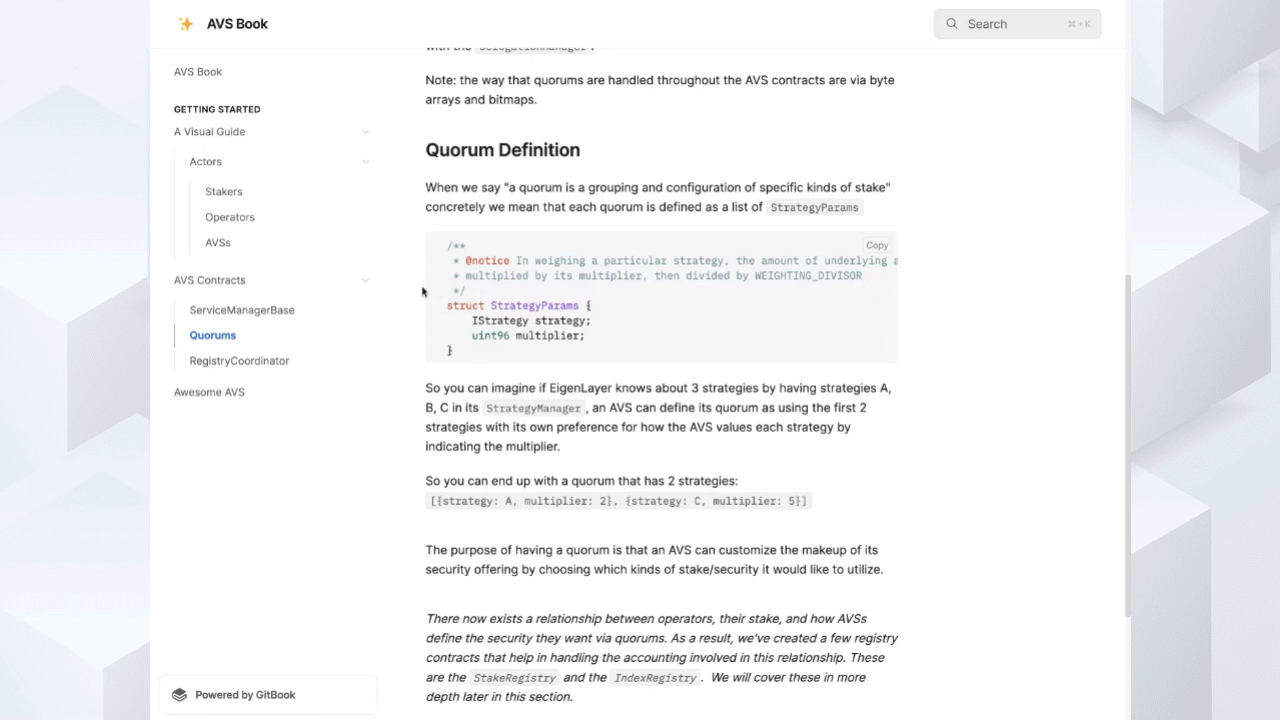 AVS Book
Search
⌘+K
AVS Book
GETTING STARTED
A Visual Guide
Actors
Stakers
Operators
AVSs
AVS Contracts
ServiceManagerBase
Quorums
RegistryCoordinator
Awesome AVS
Powered by GitBook
with the DelegationManager.
Note: the way that quorums are handled throughout the AVS contracts are via byte
arrays and bitmaps.
Quorum Definition
When we say "a quorum is a grouping and configuration of specific kinds of stake"
concretely we mean that each quorum is defined as a list of StrategyParams
Copy
/**
* @notice In weighing a particular strategy, the amount of underlying a
* multiplied by its multiplier, then divided by WEIGHTING_DIVISOR
*/
struct StrategyParams {
IStrategy strategy;
uint96 multiplier;
}
So you can imagine if EigenLayer knows about 3 strategies by having strategies A,
B, C in its StrategyManager, an AVS can define its quorum as using the first 2
strategies with its own preference for how the AVS values each strategy by
indicating the multiplier.
So you can end up with a quorum that has 2 strategies:
[{strategy: A, multiplier: 2}, {strategy: C, multiplier: 5}]
The purpose of having a quorum is that an AVS can customize the makeup of its
security offering by choosing which kinds of stake/security it would like to utilize.
There now exists a relationship between operators, their stake, and how AVSs
define the security they want via quorums. As a result, we've created a few registry
contracts that help in handling the accounting involved in this relationship. These
are the StakeRegistry and the IndexRegistry. We will cover these in more
depth later in this section.